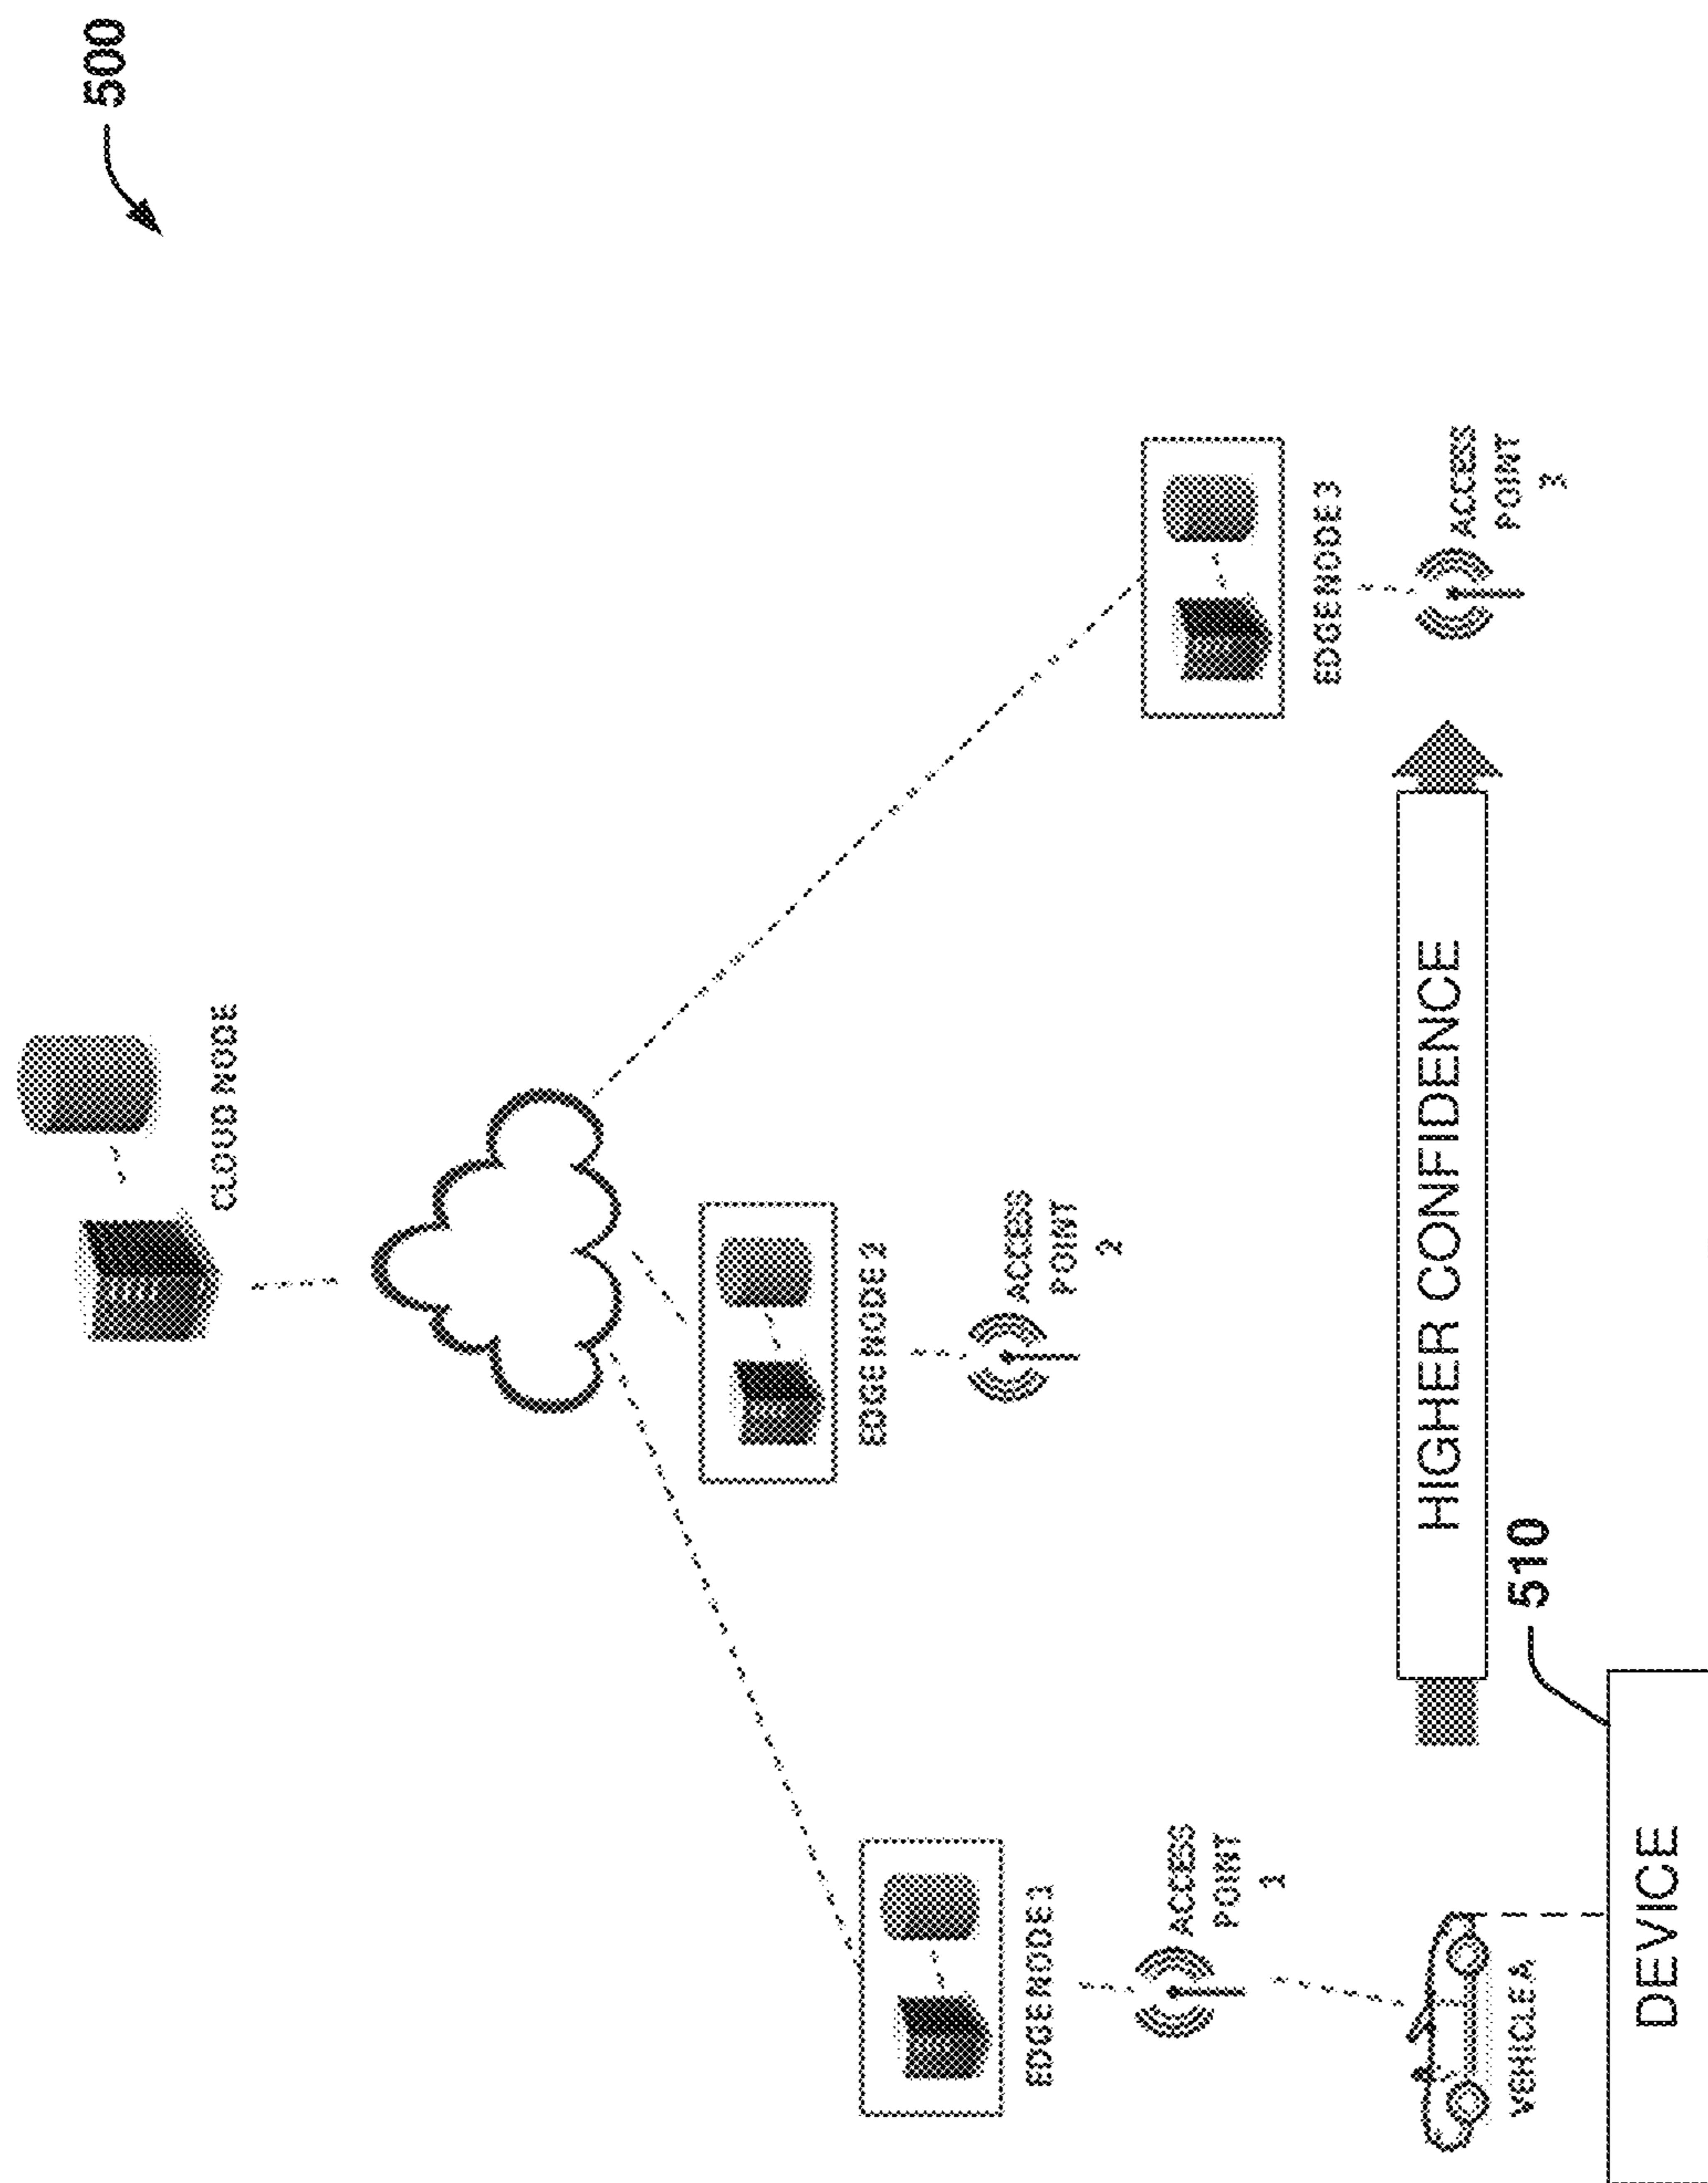 500
CLOUD NODE
EDGE NODE 2
ACCESS
POINT
2
EDGE NODE 1
ACCESS
POINT
1
EDGE NODE 3
ACCESS
POINT
3
HIGHER CONFIDENCE
VEHICLE A
510
DEVICE